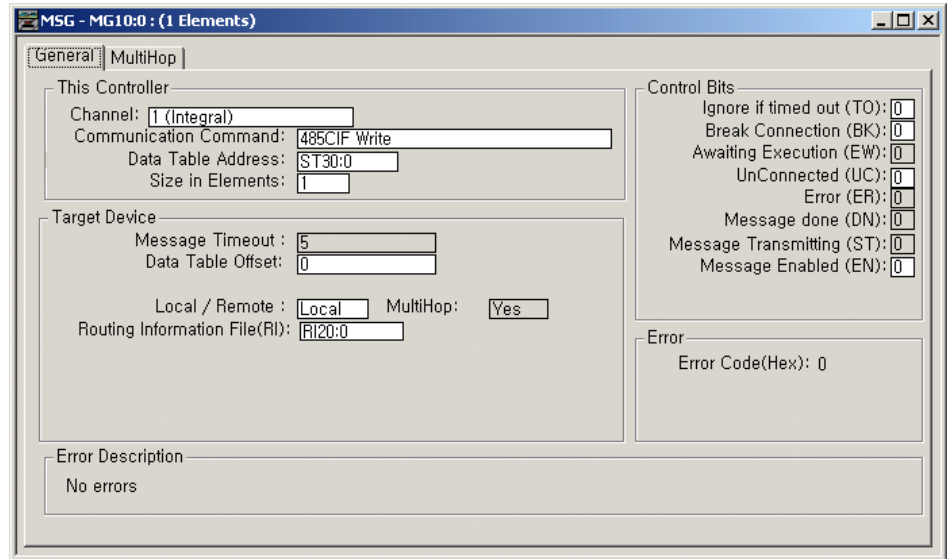 MSG - MG10:0 : (1 Elements)
General MultiHop
This Controller
Channel: 1 (Integral)
Communication Command: 485CIF Write
Data Table Address: ST30:0
Size in Elements: 1
Target Device
Message Timeout : 5
Data Table Offset: 0
Local / Remote : Local MultiHop: Yes
Routing Information File(RI): RI20:0
Control Bits
Ignore if timed out (TO): 0
Break Connection (BK): 0
Awaiting Execution (EW): 0
UnConnected (UC): 0
Error (ER): 0
Message done (DN): 0
Message Transmitting (ST): 0
Message Enabled (EN): 0
Error
Error Code(Hex): 0
Error Description
No errors